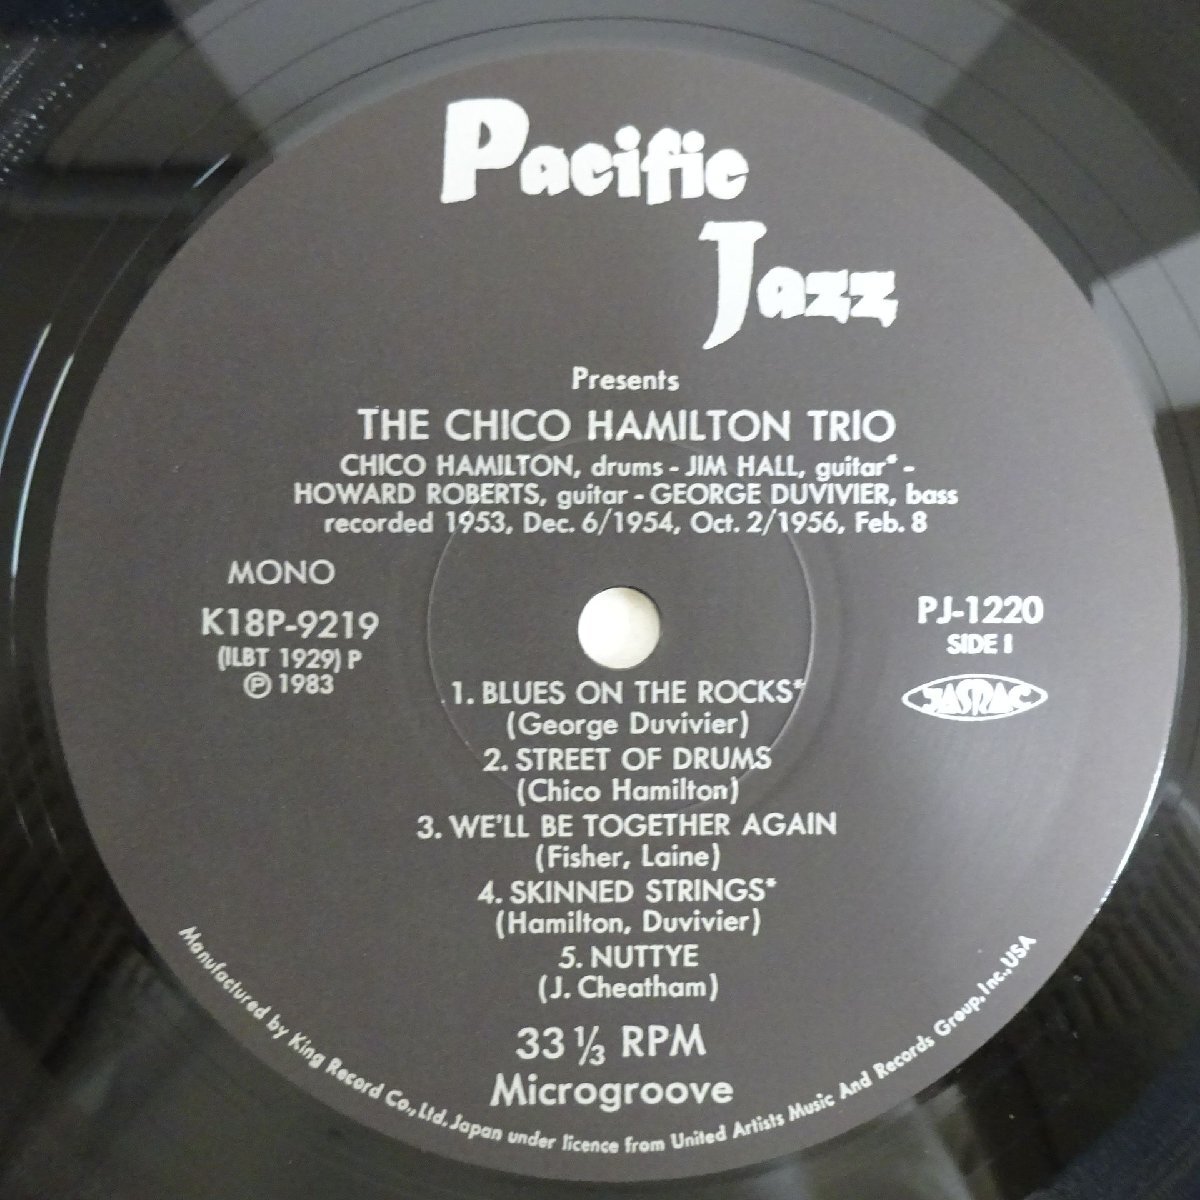 Pacific
Jazz
Presents
THE CHICO HAMILTON TRIO
CHICO HAMILTON, drums - JIM HALL, guitar* -
HOWARD ROBERTS, guitar - GEORGE DUVIVIER, bass
recorded 1953, Dec. 6/1954, Oct. 2/1956, Feb. 8
MONO
K18P-9219
(ILBT 1929) P
Ⓟ 1983
PJ-1220
SIDE I
JASRAC
1. BLUES ON THE ROCKS*
(George Duvivier)
2. STREET OF DRUMS
(Chico Hamilton)
3. WE'LL BE TOGETHER AGAIN
(Fisher, Laine)
4. SKINNED STRINGS*
(Hamilton, Duvivier)
5. NUTTYE
(J. Cheatham)
33 1/3 RPM
Microgroove
Manufactured by King Record Co., Ltd. Japan under licence from United Artists Music And Records Group, Inc., USA